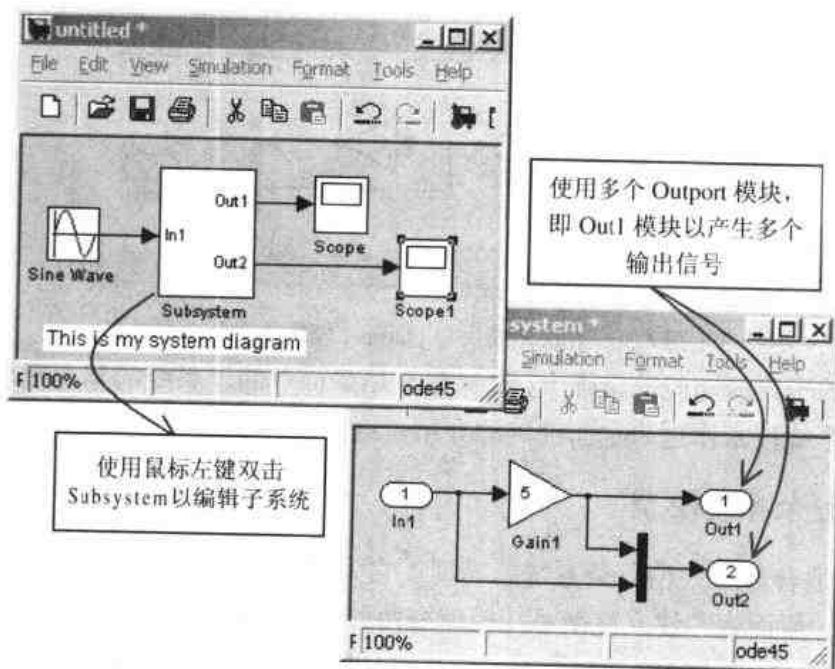 untitled *
File Edit View Simulation Format Tools Help
Sine Wave
In1
Out1
Out2
Subsystem
Scope
Scope1
This is my system diagram
100%
ode45
使用多个 Outport 模块，
即 Out1 模块以产生多个
输出信号
使用鼠标左键双击
Subsystem以编辑子系统
system *
Simulation Format Tools Help
1
In1
5
Gain1
1
Out1
2
Out2
100%
ode45